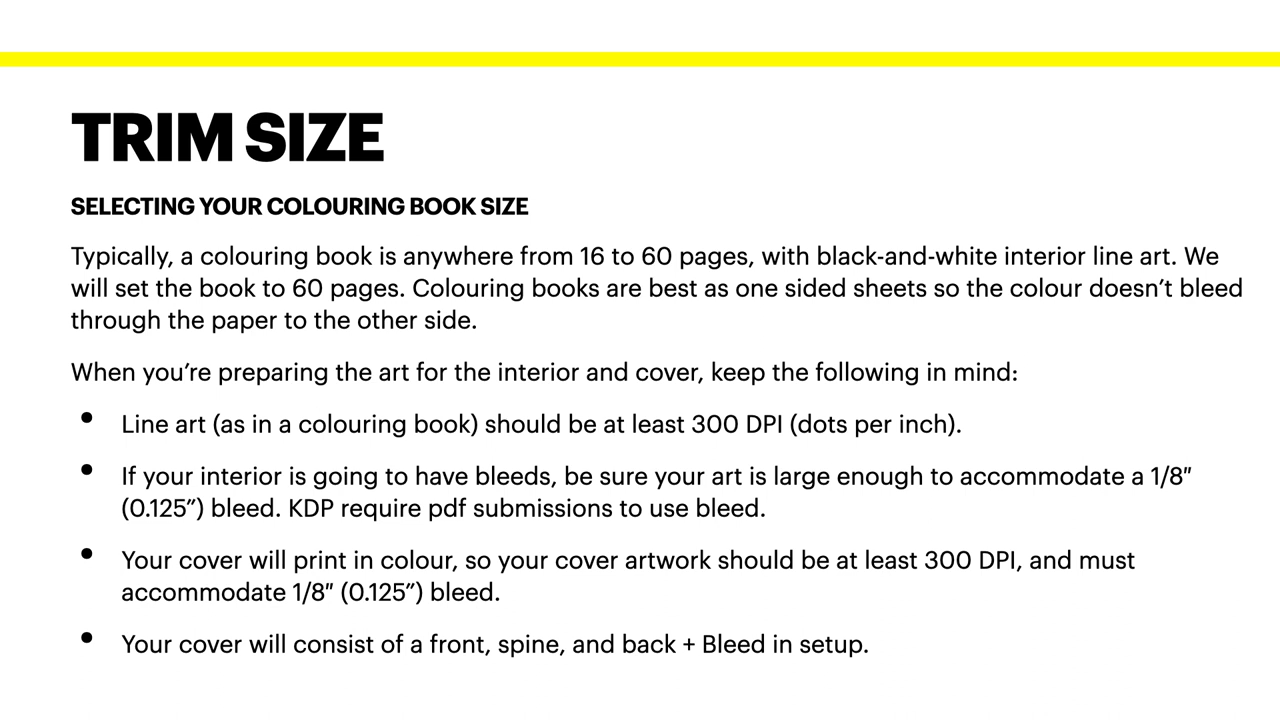 TRIM SIZE
SELECTING YOUR COLOURING BOOK SIZE
Typically, a colouring book is anywhere from 16 to 60 pages, with black-and-white interior line art. We
will set the book to 60 pages. Colouring books are best as one sided sheets so the colour doesn’t bleed
through the paper to the other side.
When you’re preparing the art for the interior and cover, keep the following in mind:
• Line art (as in a colouring book) should be at least 300 DPI (dots per inch).
• If your interior is going to have bleeds, be sure your art is large enough to accommodate a 1/8"
(0.125”) bleed. KDP require pdf submissions to use bleed.
• Your cover will print in colour, so your cover artwork should be at least 300 DPI, and must
accommodate 1/8" (0.125”) bleed.
• Your cover will consist of a front, spine, and back + Bleed in setup.